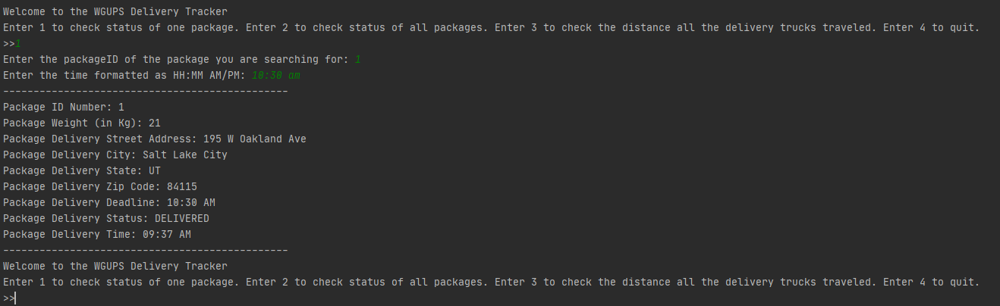 Welcome to the WGUPS Delivery Tracker
Enter 1 to check status of one package. Enter 2 to check status of all packages. Enter 3 to check the distance all the delivery trucks traveled. Enter 4 to quit.
>>1
Enter the packageID of the package you are searching for: 1
Enter the time formatted as HH:MM AM/PM: 10:30 am
-----------------------------------------------
Package ID Number: 1
Package Weight (in Kg): 21
Package Delivery Street Address: 195 W Oakland Ave
Package Delivery City: Salt Lake City
Package Delivery State: UT
Package Delivery Zip Code: 84115
Package Delivery Deadline: 10:30 AM
Package Delivery Status: DELIVERED
Package Delivery Time: 09:37 AM
-----------------------------------------------
Welcome to the WGUPS Delivery Tracker
Enter 1 to check status of one package. Enter 2 to check status of all packages. Enter 3 to check the distance all the delivery trucks traveled. Enter 4 to quit.
>>